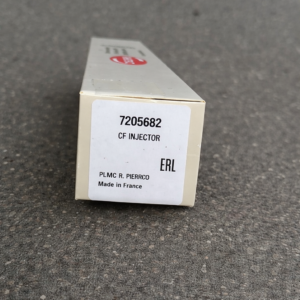 7205682
CF INJECTOR
ERL
PLMC R. PIERRCO
Made in France